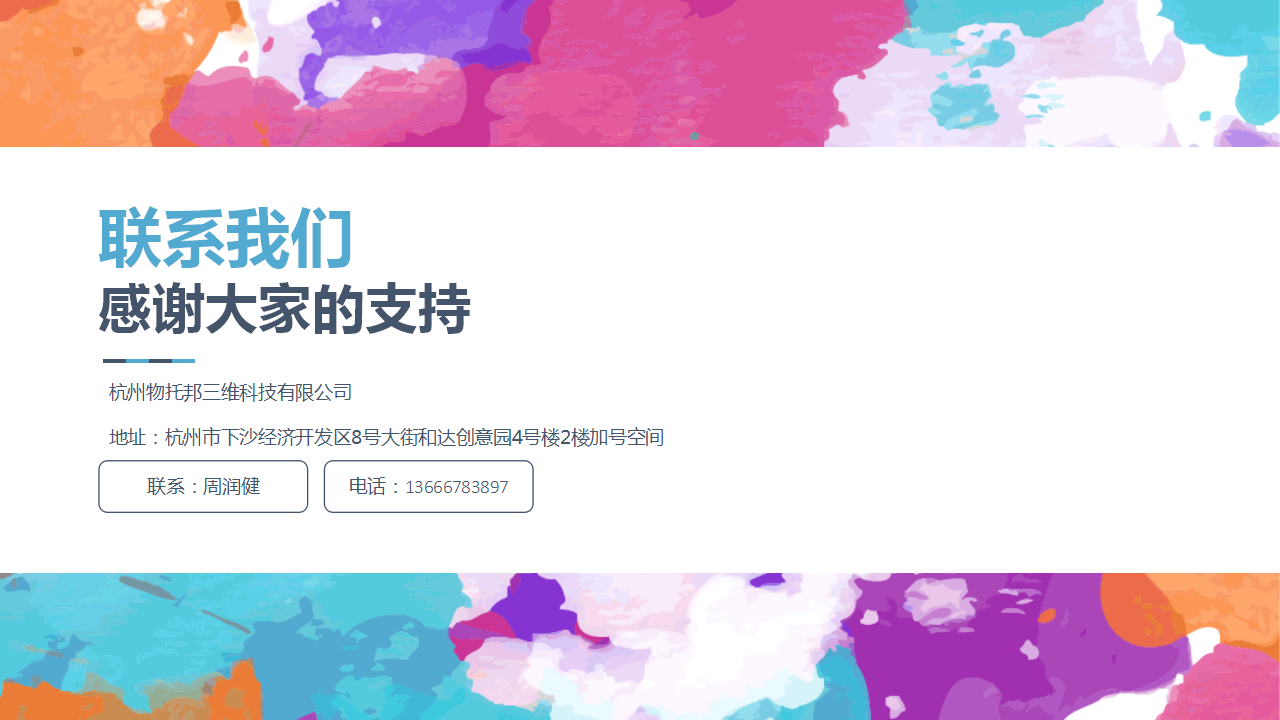 联系我们
感谢大家的支持
杭州物托邦三维科技有限公司
地址：杭州市下沙经济开发区8号大街和达创意园4号楼2楼加号空间
联系：周润健
电话：13666783897